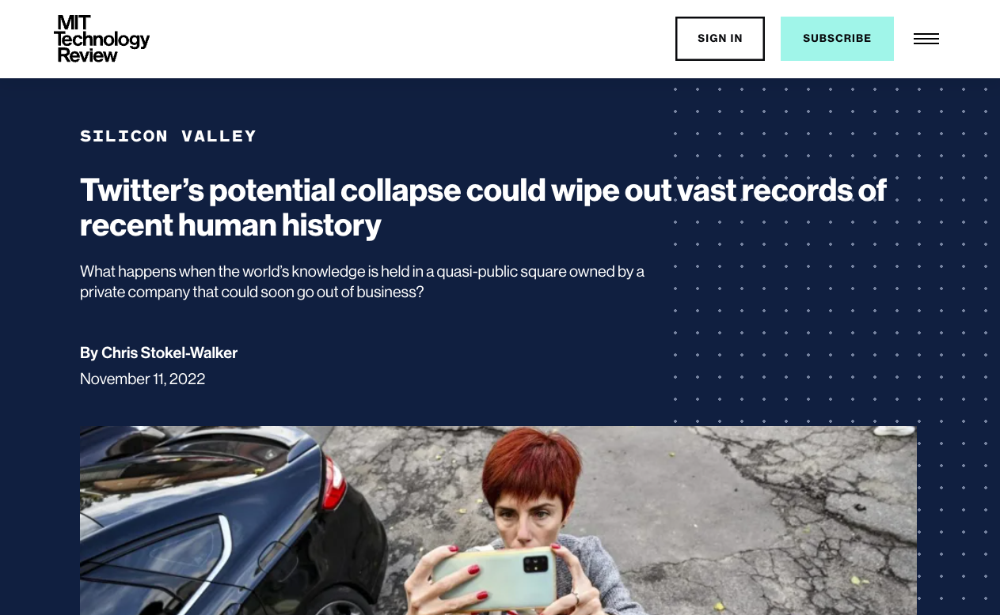 MIT
Technology
Review
SIGN IN
SUBSCRIBE
SILICON VALLEY
Twitter’s potential collapse could wipe out vast records of
recent human history
What happens when the world’s knowledge is held in a quasi-public square owned by a
private company that could soon go out of business?
By Chris Stokel-Walker
November 11, 2022